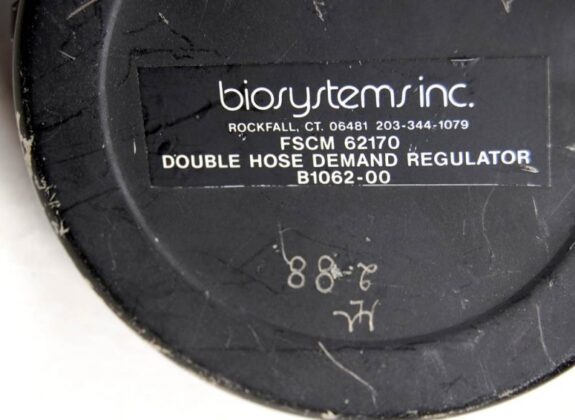 biosystems inc.
ROCKFALL, CT. 06481 203-344-1079
FSCM 62170
DOUBLE HOSE DEMAND REGULATOR
B1062-00
2-88